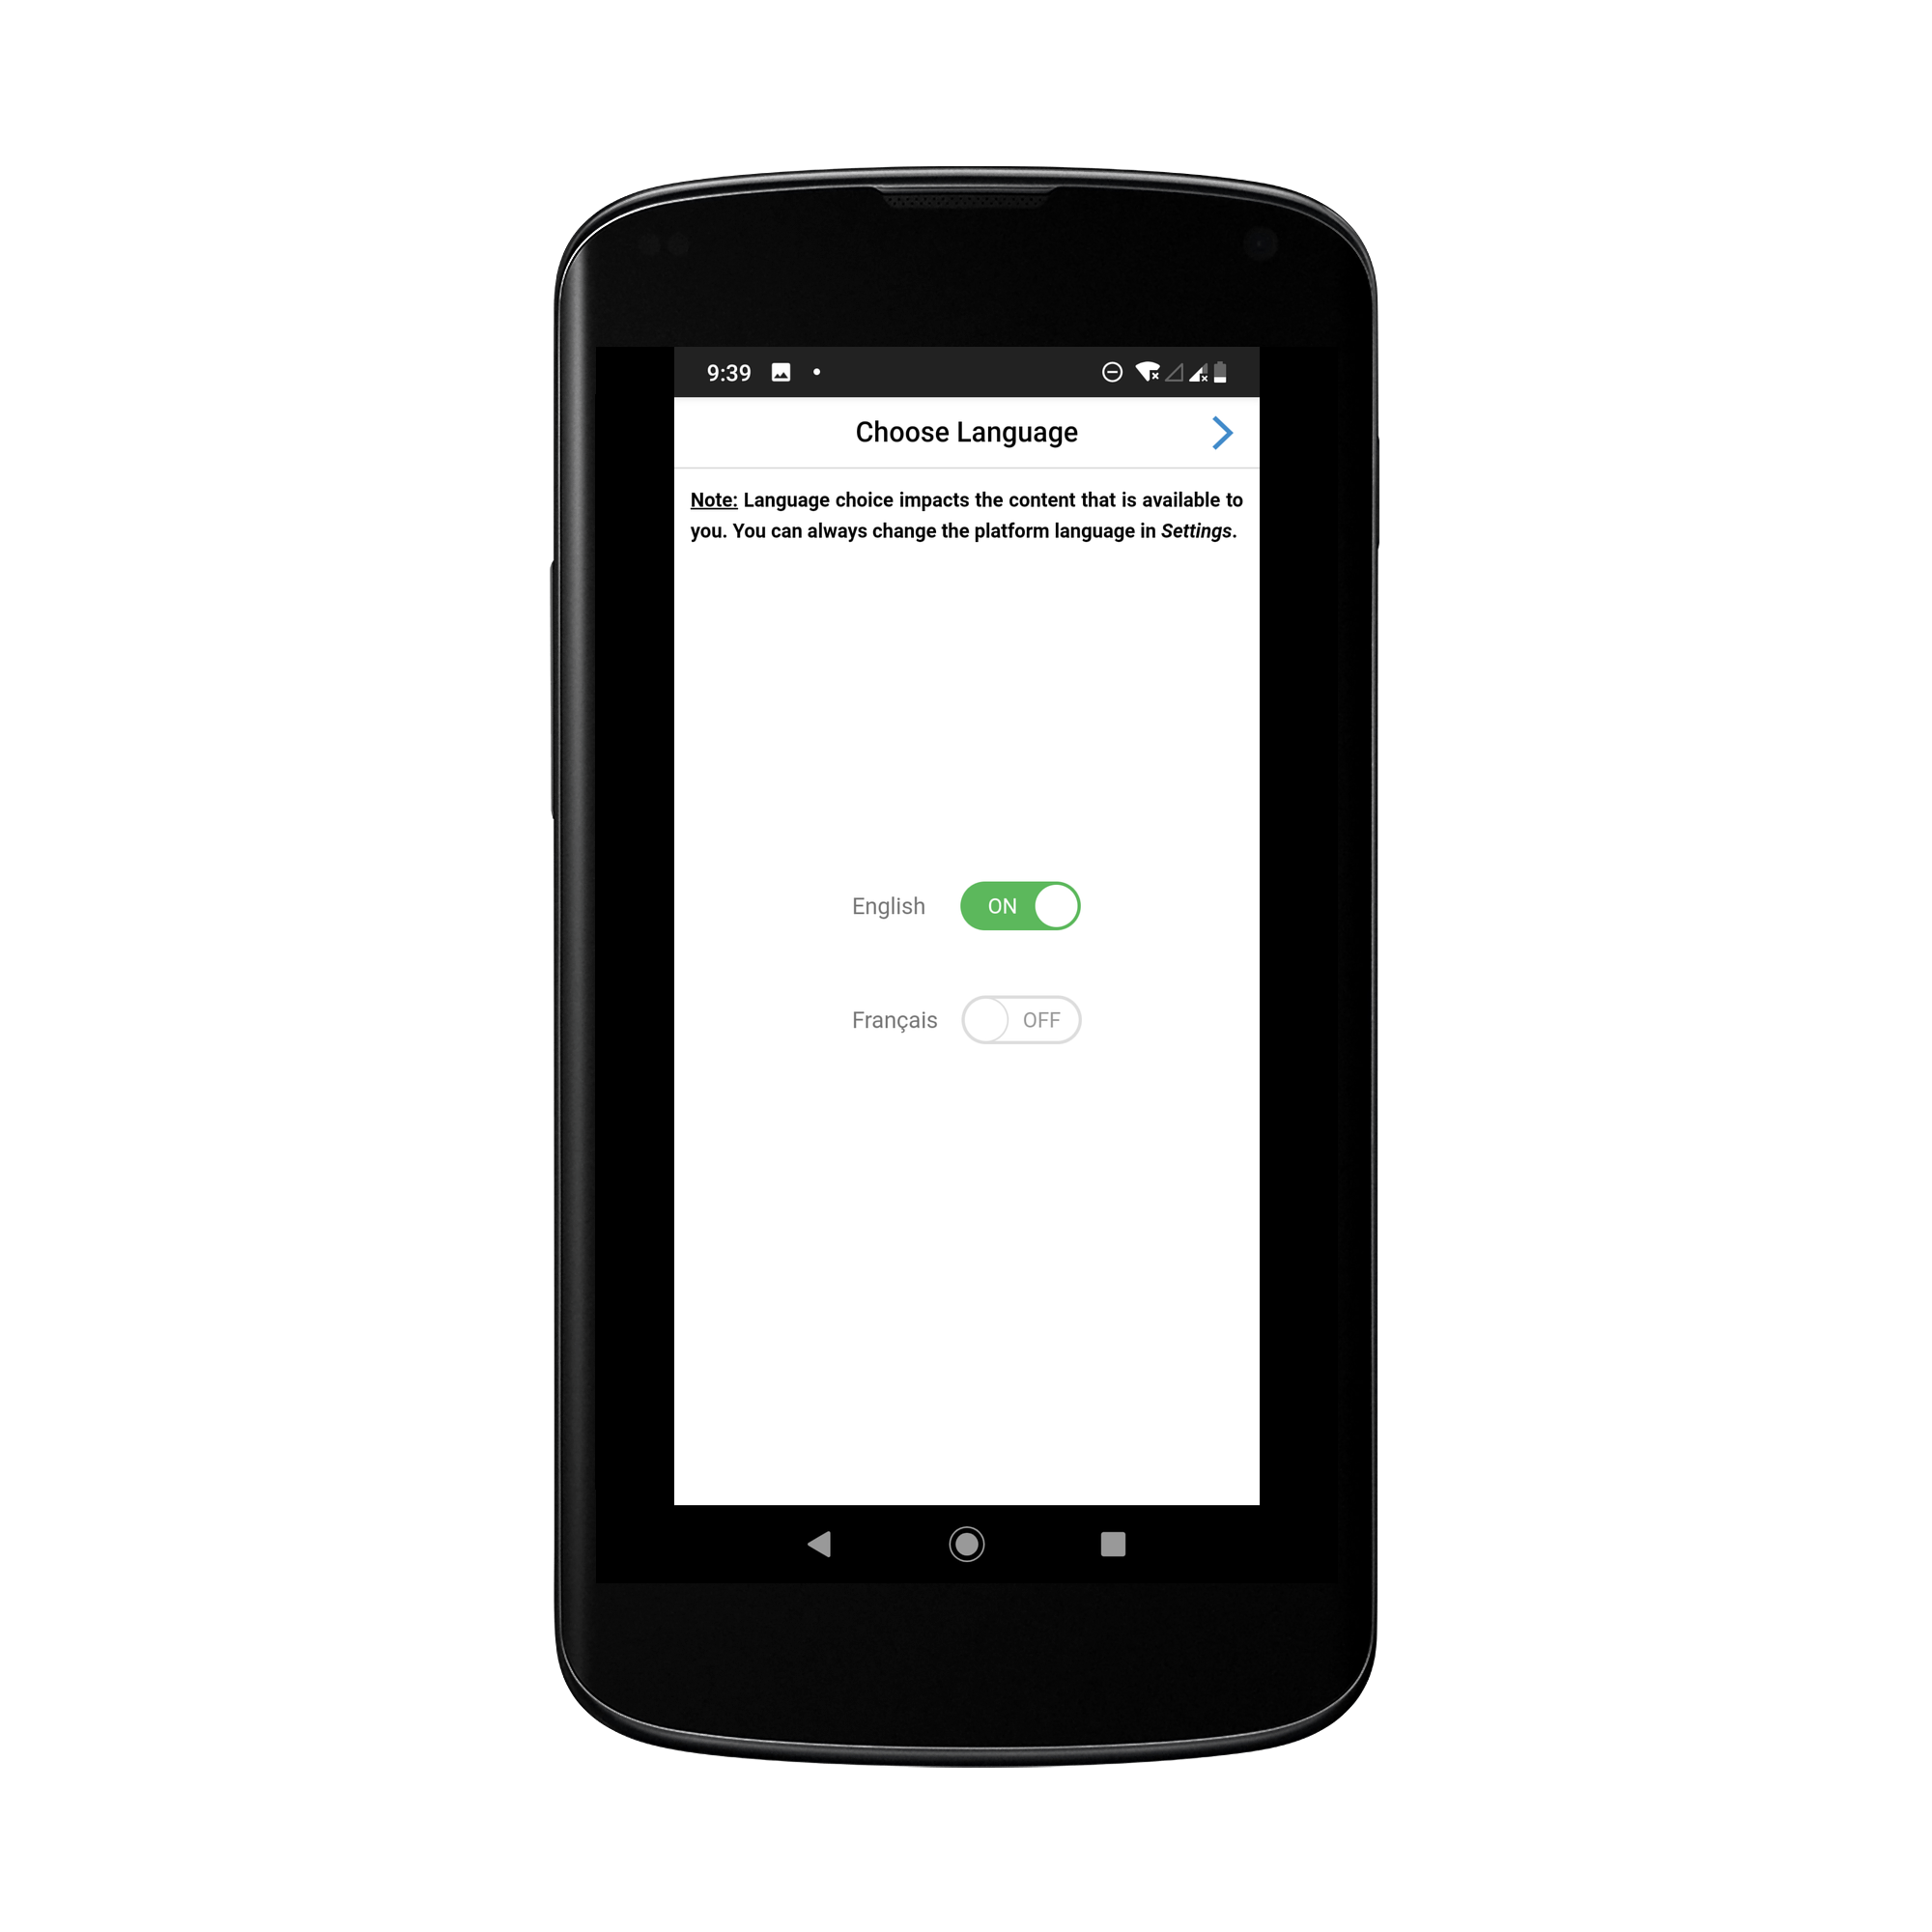 9:39
Choose Language
Note: Language choice impacts the content that is available to
you. You can always change the platform language in Settings.
English ON
Français OFF